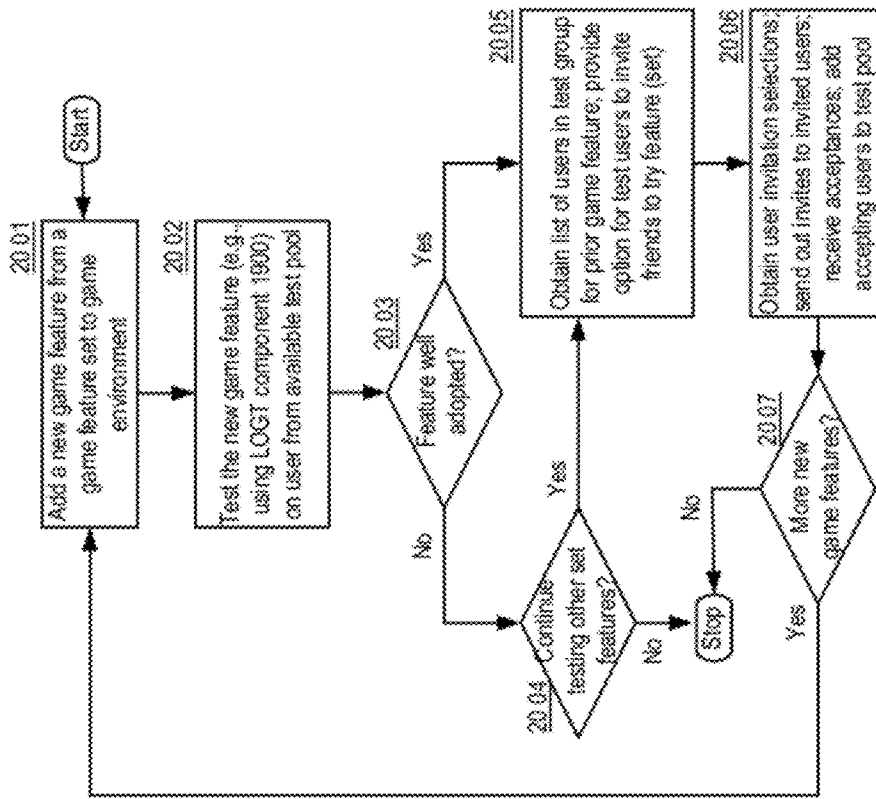 Start
20 01
Add a new game feature from a
game feature set to game
environment
20 02
Test the new game feature (e.g.,
using LOGT component 1900)
on user from available test pool
20 03
Feature well
adopted?
Yes
No
20 04
Continue
testing other set
features?
Yes
No
20 05
Obtain list of users in test group
for prior game feature; provide
option for test users to invite
friends to try feature (set)
20 06
Obtain user invitation selections;
send out invites to invited users;
receive acceptances; add
accepting users to test pool
20 07
More new
game features?
No
Yes
Stop